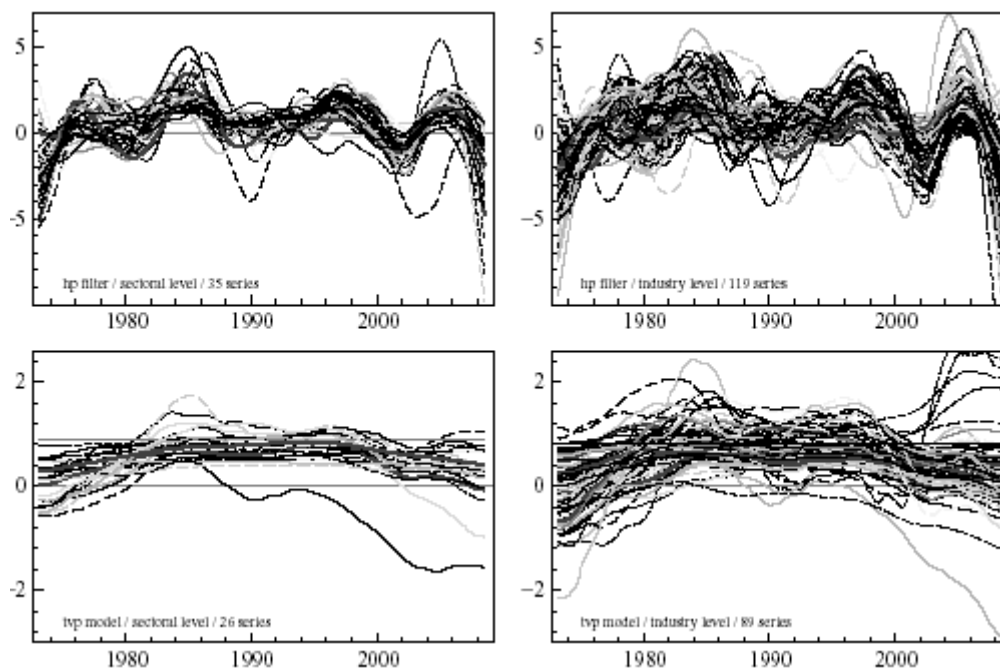 5
0
-5
hp filter / sectoral level / 35 series
1980 1990 2000
5
0
-5
hp filter / industry level / 119 series
1980 1990 2000
2
0
-2
tvp model / sectoral level / 26 series
1980 1990 2000
2
0
-2
tvp model / industry level / 89 series
1980 1990 2000